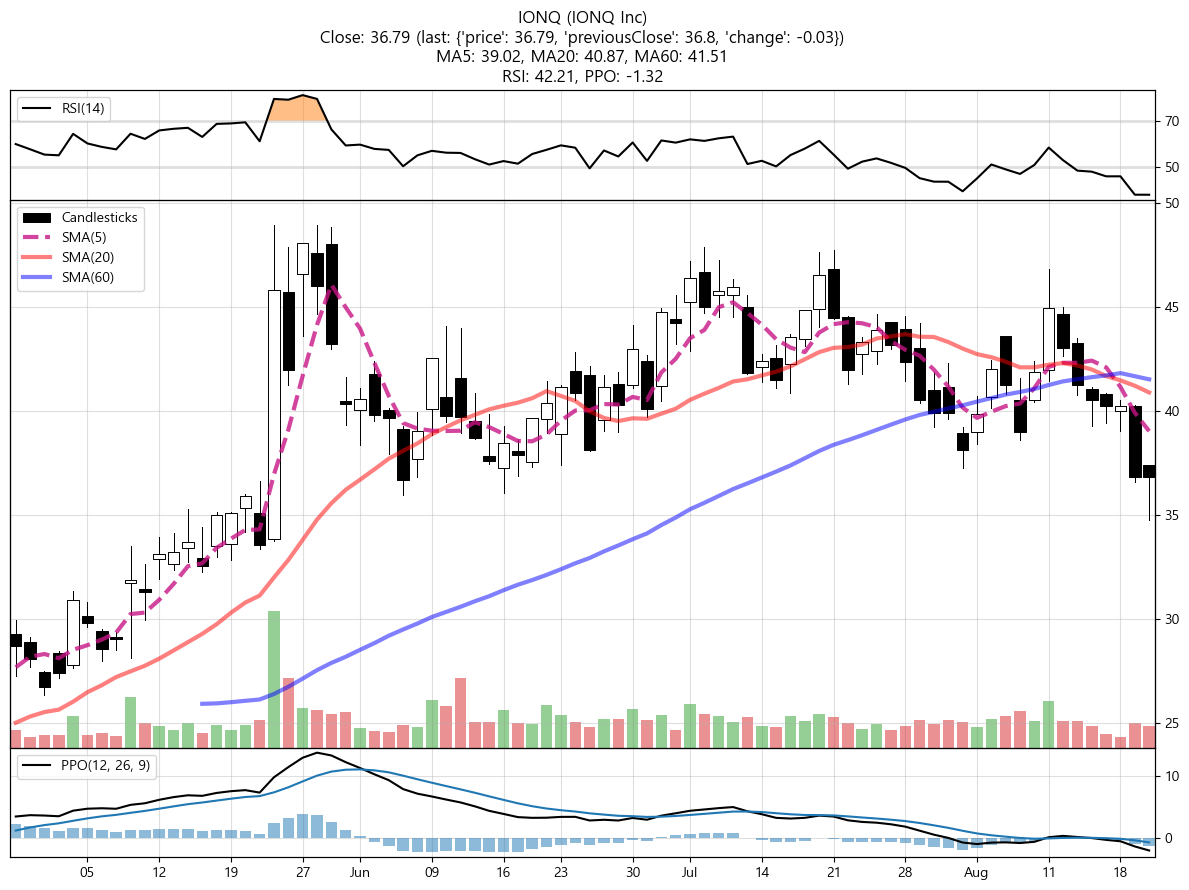 IONQ (IONQ Inc)
Close: 36.79 (last: {'price': 36.79, 'previousClose': 36.8, 'change': -0.03})
MA5: 39.02, MA20: 40.87, MA60: 41.51
RSI: 42.21, PPO: -1.32
RSI(14)
70
50
Candlesticks
SMA(5)
SMA(20)
SMA(60)
50
45
40
35
30
25
PPO(12, 26, 9)
10
0
05 12 19 27 Jun 09 16 23 30 Jul 14 21 28 Aug 11 18